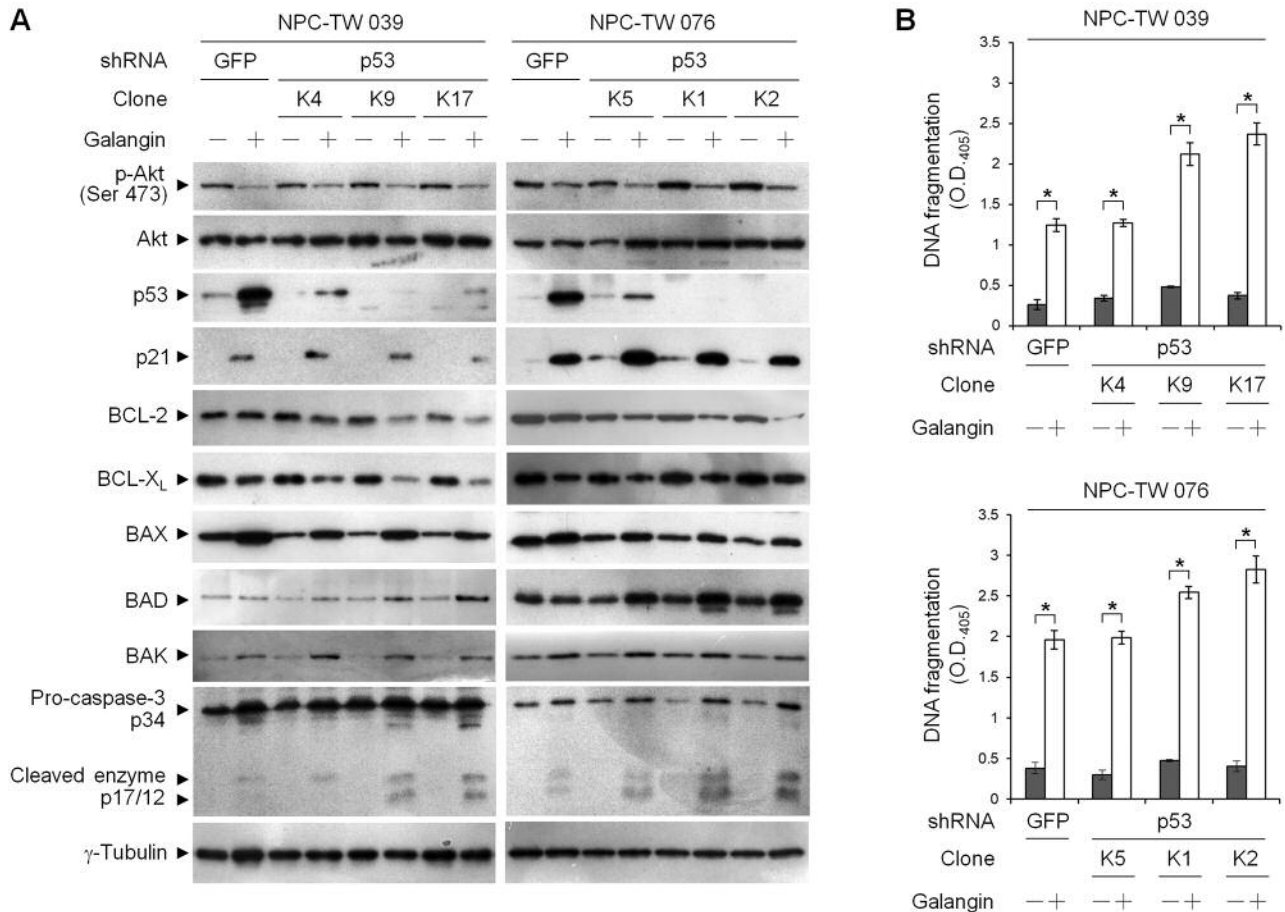 A
NPC-TW 039 NPC-TW 076
shRNA GFP p53 GFP p53
Clone K4 K9 K17 K5 K1 K2
Galangin — + — + — + — + — + — + — + — +
p-Akt
(Ser 473)
Akt
p53
p21
BCL-2
BCL-XL
BAX
BAD
BAK
Pro-caspase-3
p34
Cleaved enzyme
p17/12
γ-Tubulin
B
NPC-TW 039
DNA fragmentation
(O.D.405)
3.5
3
2.5
2
1.5
1
0.5
0
* * * *
shRNA GFP p53
Clone K4 K9 K17
Galangin — + — + — + — +
NPC-TW 076
DNA fragmentation
(O.D.405)
3.5
3
2.5
2
1.5
1
0.5
0
* * * *
shRNA GFP p53
Clone K5 K1 K2
Galangin — + — + — + — +